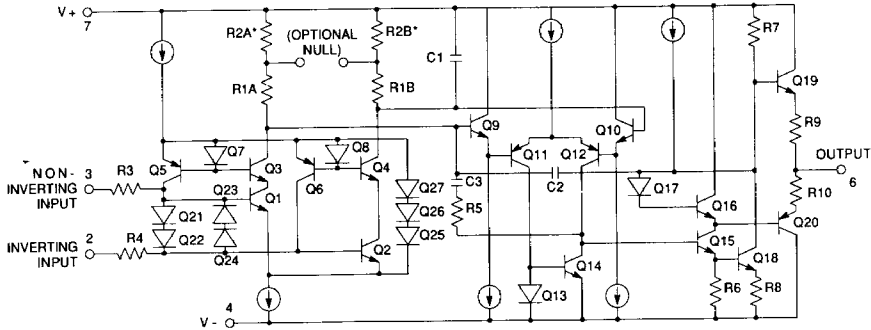 V+
7
R2A*
(OPTIONAL
NULL)
R2B*
C1
R7
R1A
R1B
Q19
Q9
Q10
R9
Q5
Q7
Q3
Q8
Q4
Q11
Q12
OUTPUT
6
NON-
INVERTING
INPUT
3
R3
Q23
Q1
Q6
Q27
C3
C2
Q17
R10
Q21
Q26
R5
Q16
Q20
Q22
Q25
Q15
INVERTING
INPUT
2
R4
Q24
Q2
Q14
Q18
Q13
R6
R8
4
V-